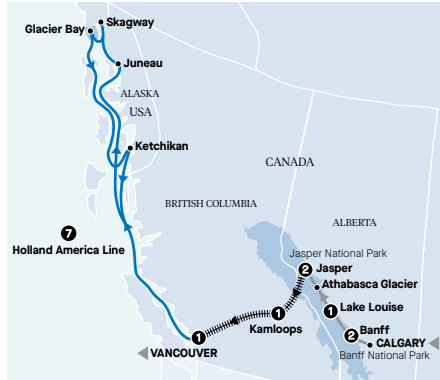 Skagway
Glacier Bay
Juneau
ALASKA
USA
Ketchikan
CANADA
BRITISH COLUMBIA
ALBERTA
7
Holland America Line
Jasper National Park
2 Jasper
Athabasca Glacier
1 Lake Louise
1
Kamloops
2 Banff
1
CALGARY
VANCOUVER
Banff National Park